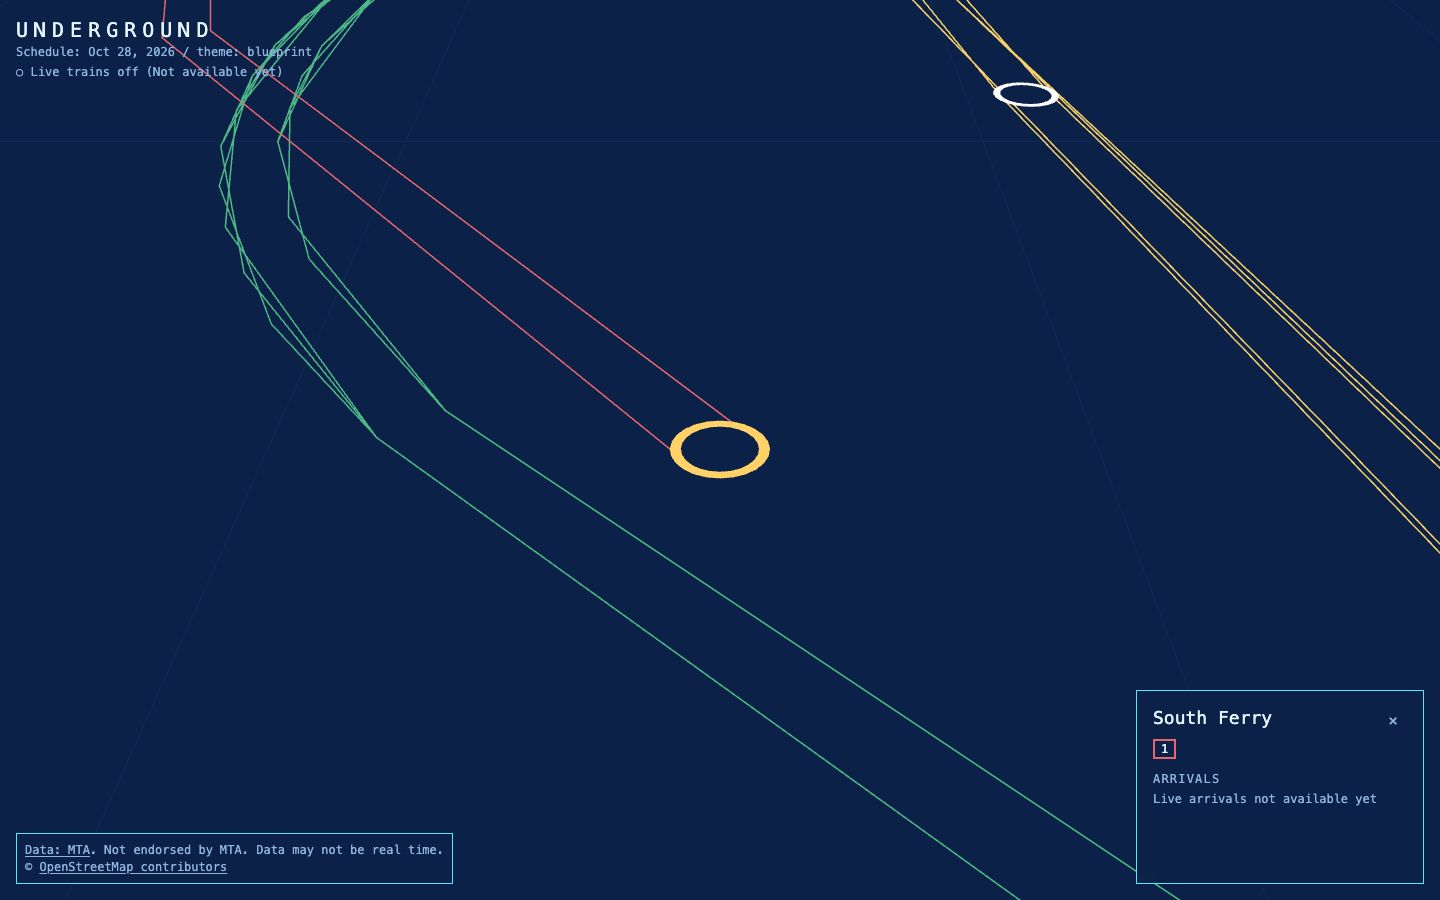 UNDERGROUND
Schedule: Oct 28, 2026 / theme: blueprint
○ Live trains off (Not available yet)
South Ferry ×
1
ARRIVALS
Live arrivals not available yet
Data: MTA. Not endorsed by MTA. Data may not be real time.
© OpenStreetMap contributors